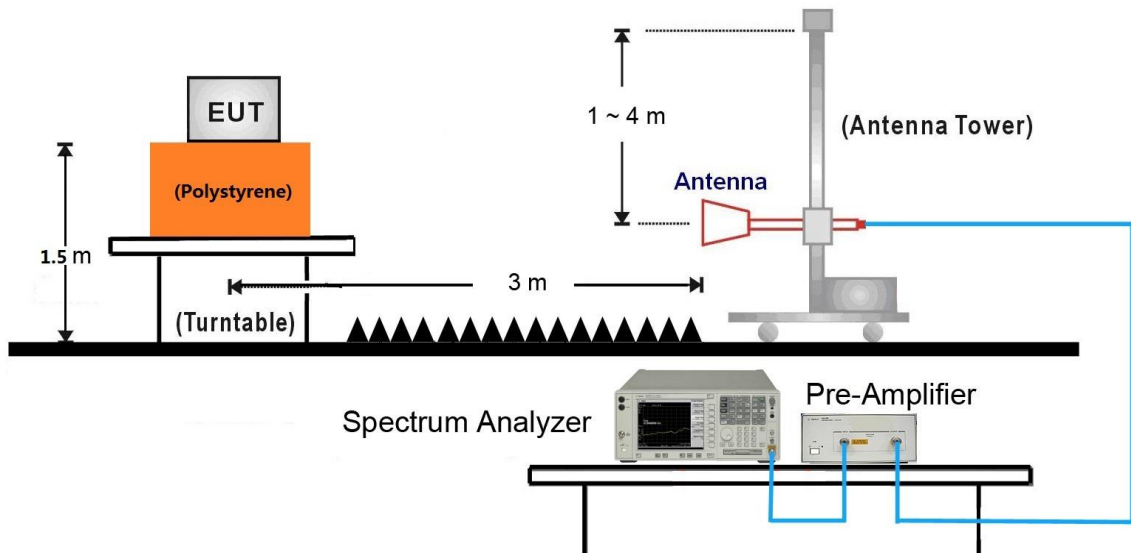 EUT
(Polystyrene)
1.5 m
(Turntable)
3 m
1 ~ 4 m
Antenna
(Antenna Tower)
Spectrum Analyzer
Pre-Amplifier